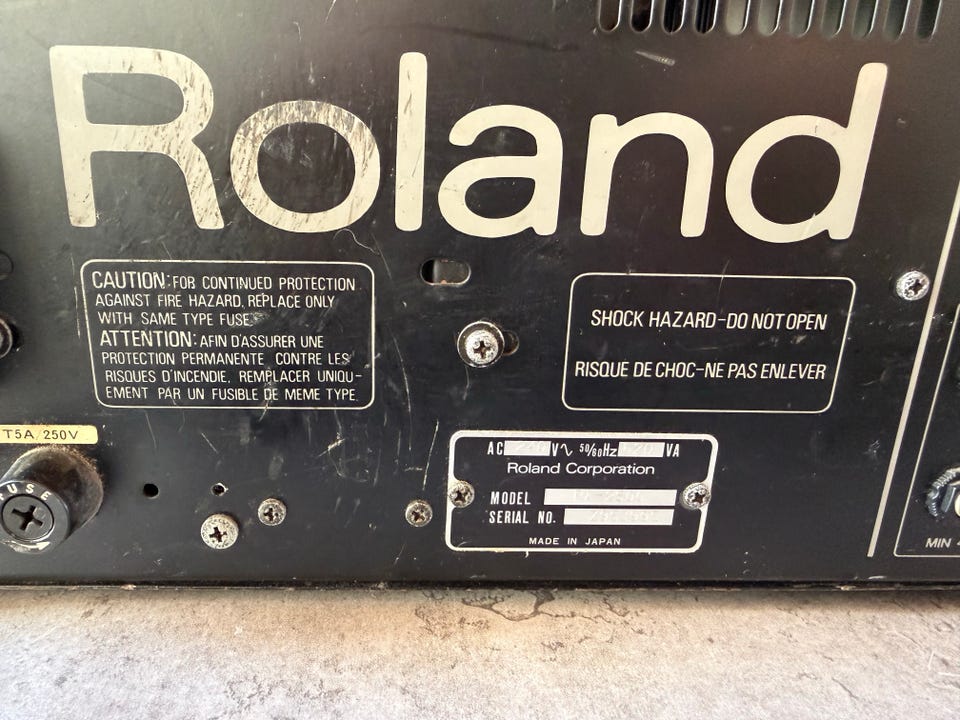 Roland
CAUTION: FOR CONTINUED PROTECTION
AGAINST FIRE HAZARD, REPLACE ONLY
WITH SAME TYPE FUSE.
ATTENTION: AFIN D'ASSURER UNE
PROTECTION PERMANENTE CONTRE LES
RISQUES D'INCENDIE, REMPLACER UNIQU-
EMENT PAR UN FUSIBLE DE MEME TYPE.
SHOCK HAZARD-DO NOT OPEN
RISQUE DE CHOC-NE PAS ENLEVER
T5A/250V
FUSE
AC V~ 50/60Hz VA
Roland Corporation
MODEL
SERIAL NO.
MADE IN JAPAN
MIN